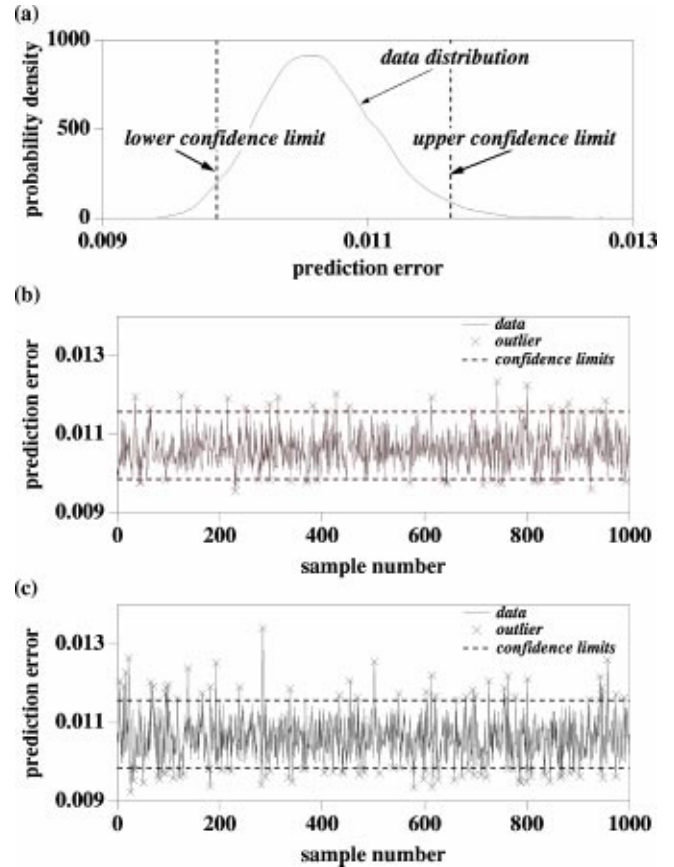 (a)
1000
500
0
probability density
data distribution
lower confidence limit
upper confidence limit
0.009
0.011
0.013
prediction error
(b)
data
outlier
confidence limits
0.013
0.011
0.009
prediction error
0
200
400
600
800
1000
sample number
(c)
data
outlier
confidence limits
0.013
0.011
0.009
prediction error
0
200
400
600
800
1000
sample number